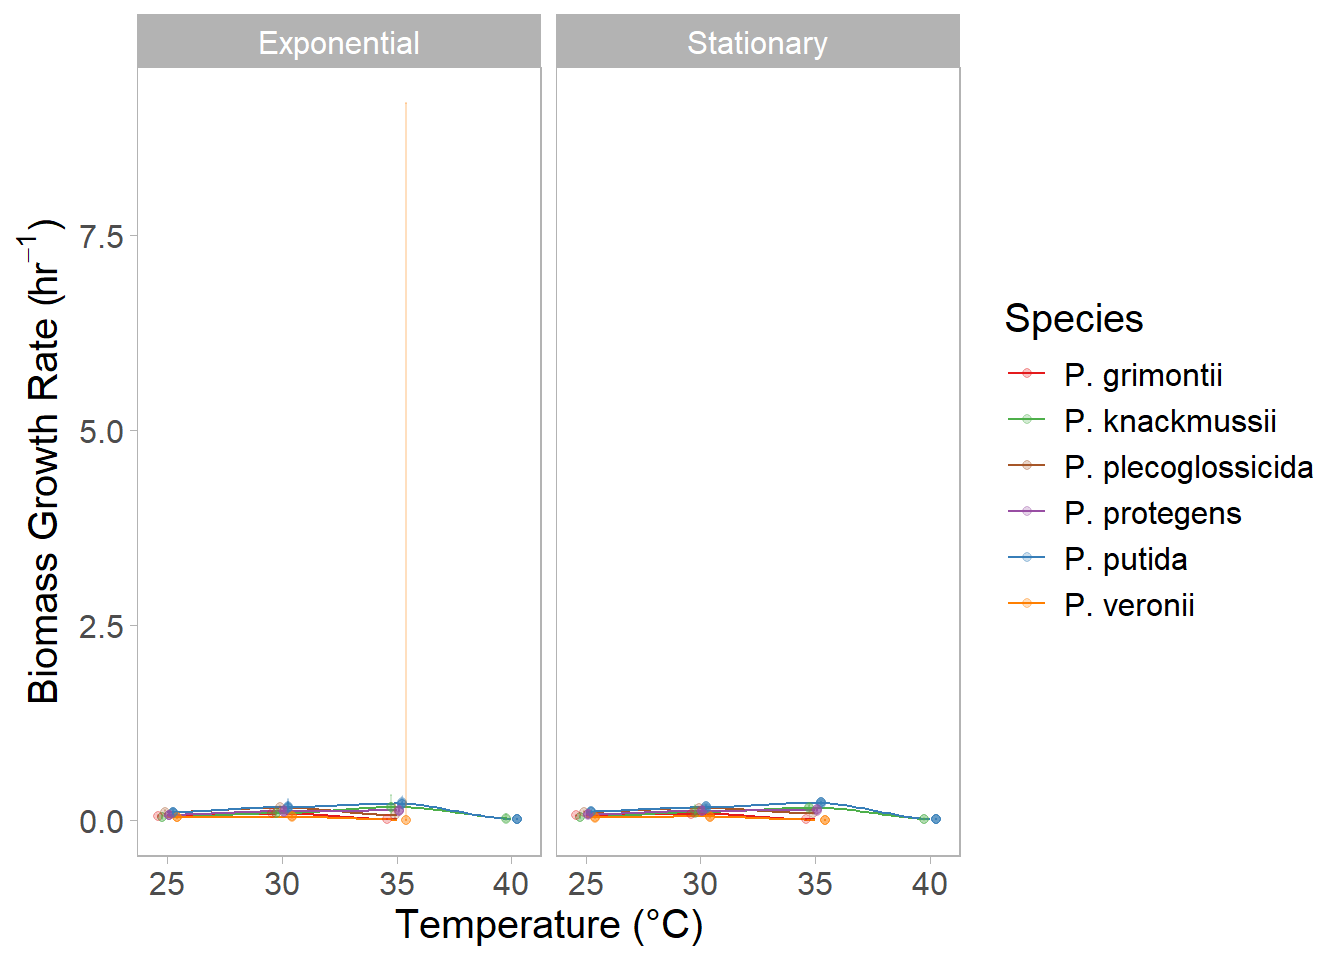 Exponential
Stationary
Biomass Growth Rate (hr⁻¹)
7.5
5.0
2.5
0.0
25 30 35 40
25 30 35 40
Temperature (°C)
Species
P. grimontii
P. knackmussii
P. plecoglossicida
P. protegens
P. putida
P. veronii